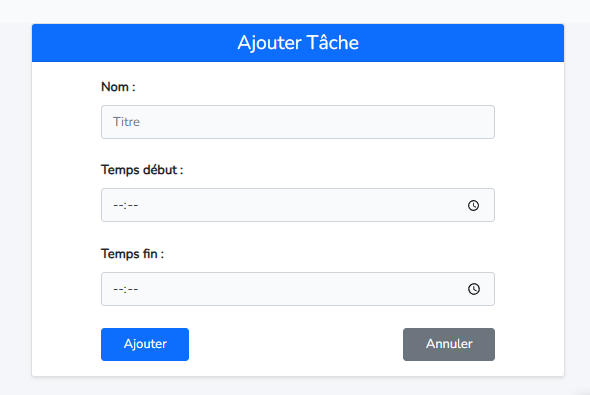 Ajouter Tâche
Nom :
Titre
Temps début :
--:--
Temps fin :
--:--
Ajouter Annuler